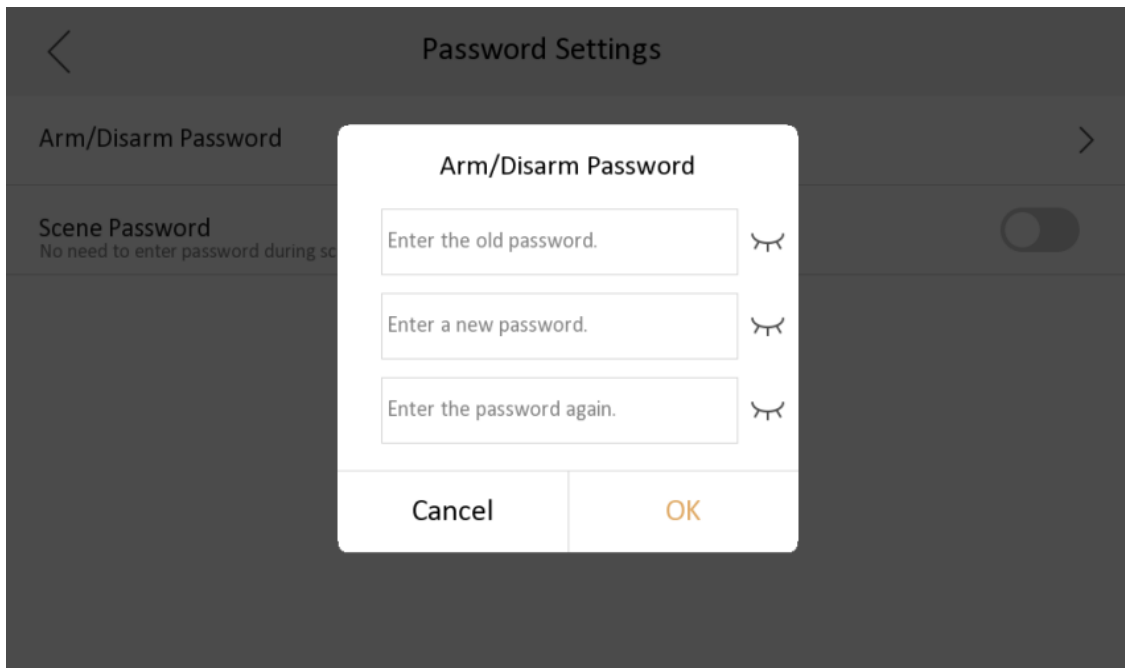 Password Settings
Arm/Disarm Password
Scene Password
No need to enter password during
Arm/Disarm Password
Enter the old password.
Enter a new password.
Enter the password again.
Cancel
OK